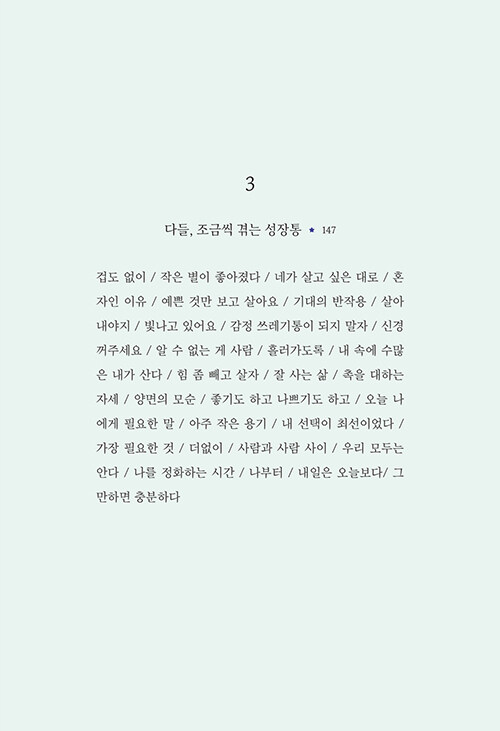 3
다들, 조금씩 겪는 성장통 ★ 147
겁도 없이 / 작은 별이 좋아졌다 / 네가 살고 싶은 대로 / 혼
자인 이유 / 예쁜 것만 보고 살아요 / 기대의 반작용 / 살아
내야지 / 빛나고 있어요 / 감정 쓰레기통이 되지 말자 / 신경
꺼주세요 / 알 수 없는 게 사람 / 흘러가도록 / 내 속에 수많
은 내가 산다 / 힘 좀 빼고 살자 / 잘 사는 삶 / 촉을 대하는
자세 / 양면의 모순 / 좋기도 하고 나쁘기도 하고 / 오늘 나
에게 필요한 말 / 아주 작은 용기 / 내 선택이 최선이었다 /
가장 필요한 것 / 더없이 / 사람과 사람 사이 / 우리 모두는
안다 / 나를 정화하는 시간 / 나부터 / 내일은 오늘보다/ 그
만하면 충분하다